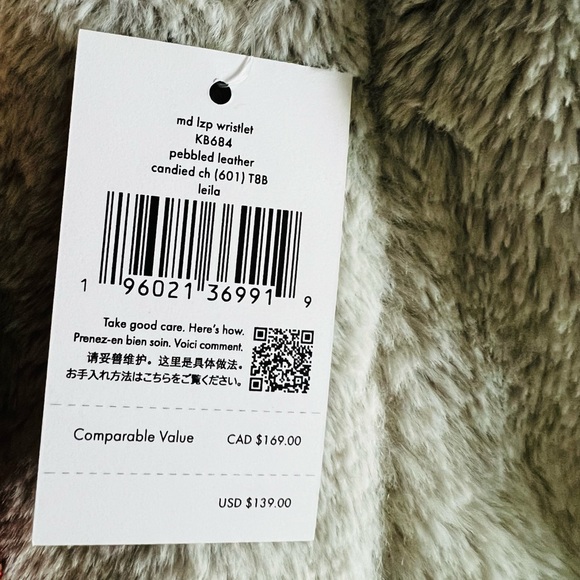 md lzp wristlet
KB684
pebbled leather
candied ch (601) T8B
leila
1 96021 36991 9
Take good care. Here's how.
Prenez-en bien soin. Voici comment.
请妥善维护。这里是具体做法。
お手入れ方法はこちらをご覧ください。
Comparable Value CAD $169.00
USD $139.00